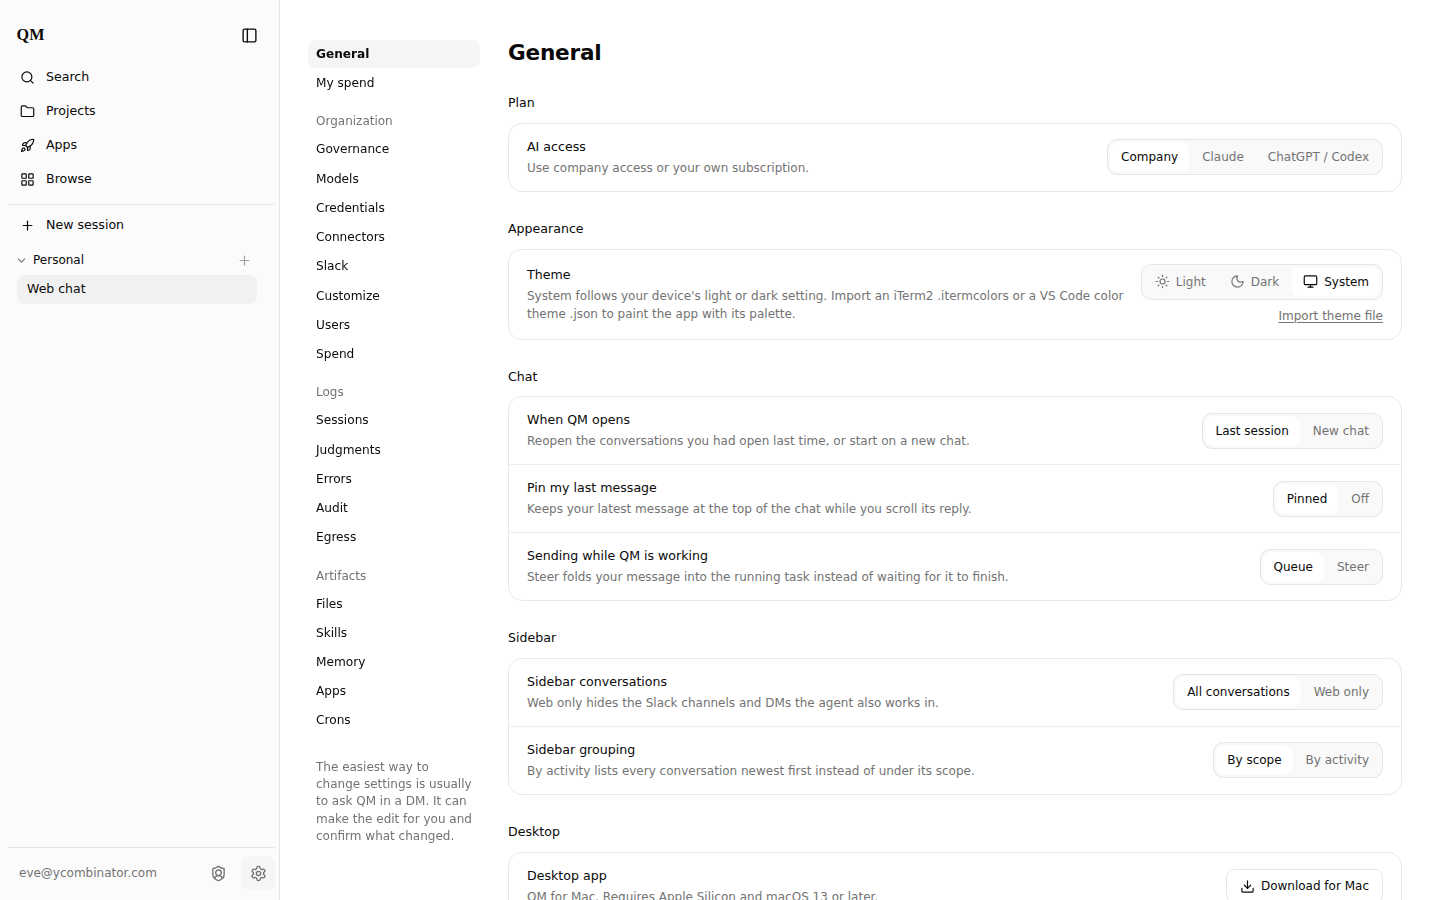 QM
Search
Projects
Apps
Browse
New session
Personal
Web chat
eve@ycombinator.com
General
My spend
Organization
Governance
Models
Credentials
Connectors
Slack
Customize
Users
Spend
Logs
Sessions
Judgments
Errors
Audit
Egress
Artifacts
Files
Skills
Memory
Apps
Crons
The easiest way to
change settings is usually
to ask QM in a DM. It can
make the edit for you and
confirm what changed.
General
Plan
AI access
Use company access or your own subscription.
Company Claude ChatGPT / Codex
Appearance
Theme
System follows your device's light or dark setting. Import an iTerm2 .itermcolors or a VS Code color
theme .json to paint the app with its palette.
Light Dark System
Import theme file
Chat
When QM opens
Reopen the conversations you had open last time, or start on a new chat.
Last session New chat
Pin my last message
Keeps your latest message at the top of the chat while you scroll its reply.
Pinned Off
Sending while QM is working
Steer folds your message into the running task instead of waiting for it to finish.
Queue Steer
Sidebar
Sidebar conversations
Web only hides the Slack channels and DMs the agent also works in.
All conversations Web only
Sidebar grouping
By activity lists every conversation newest first instead of under its scope.
By scope By activity
Desktop
Desktop app
QM for Mac. Requires Apple Silicon and macOS 13 or later.
Download for Mac